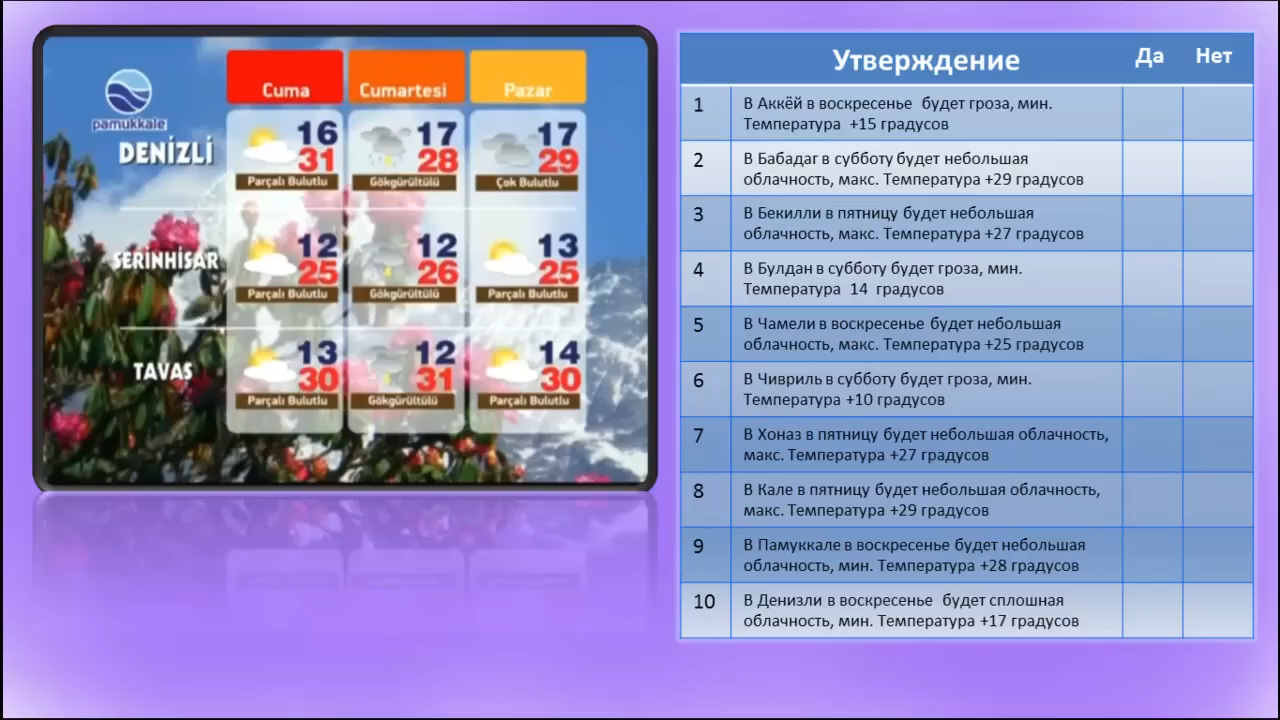 pamukkale
Cuma Cumartesi Pazar
DENİZLİ
16 17 17
31 28 29
Parçalı Bulutlu Gökgürültülü Çok Bulutlu
SERİNHİSAR
12 12 13
25 26 25
Parçalı Bulutlu Gökgürültülü Parçalı Bulutlu
TAVAS
13 12 14
30 31 30
Parçalı Bulutlu Gökgürültülü Parçalı Bulutlu
Утверждение Да Нет
1 В Аккёй в воскресенье будет гроза, мин.
Температура +15 градусов
2 В Бабадаг в субботу будет небольшая
облачность, макс. Температура +29 градусов
3 В Бекилли в пятницу будет небольшая
облачность, макс. Температура +27 градусов
4 В Булдан в субботу будет гроза, мин.
Температура 14 градусов
5 В Чамели в воскресенье будет небольшая
облачность, макс. Температура +25 градусов
6 В Чивриль в субботу будет гроза, мин.
Температура +10 градусов
7 В Хоназ в пятницу будет небольшая облачность,
макс. Температура +27 градусов
8 В Кале в пятницу будет небольшая облачность,
макс. Температура +29 градусов
9 В Памуккале в воскресенье будет небольшая
облачность, мин. Температура +28 градусов
10 В Денизли в воскресенье будет сплошная
облачность, мин. Температура +17 градусов